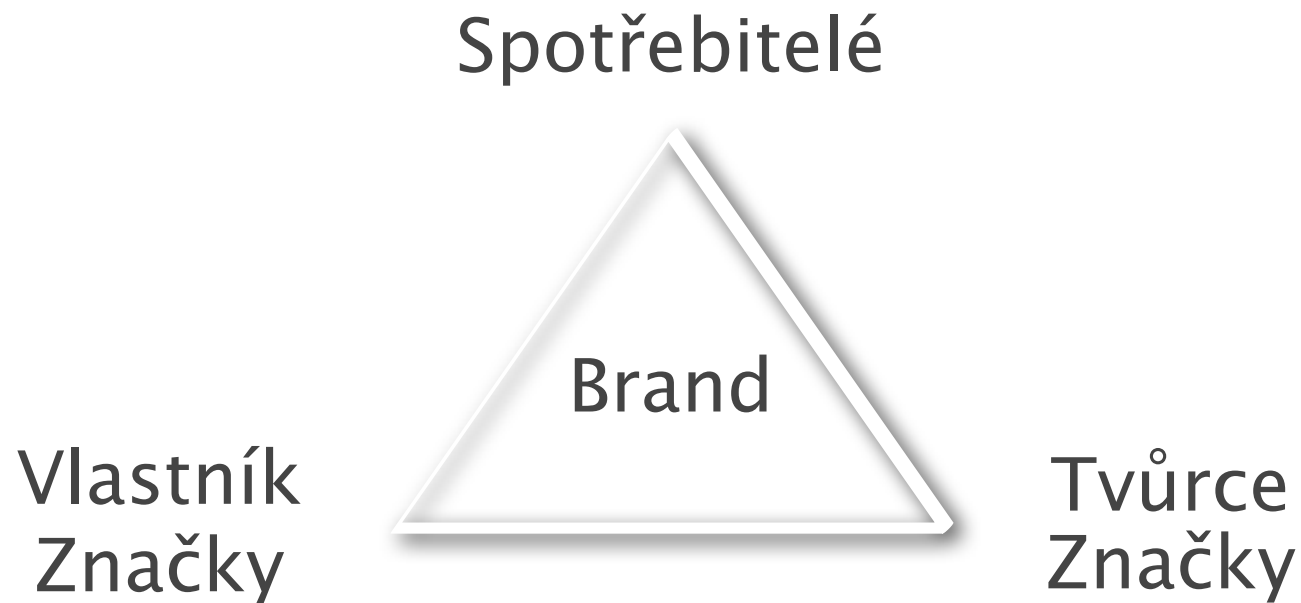 Spotřebitelé
Brand
Vlastník
Značky
Tvůrce
Značky